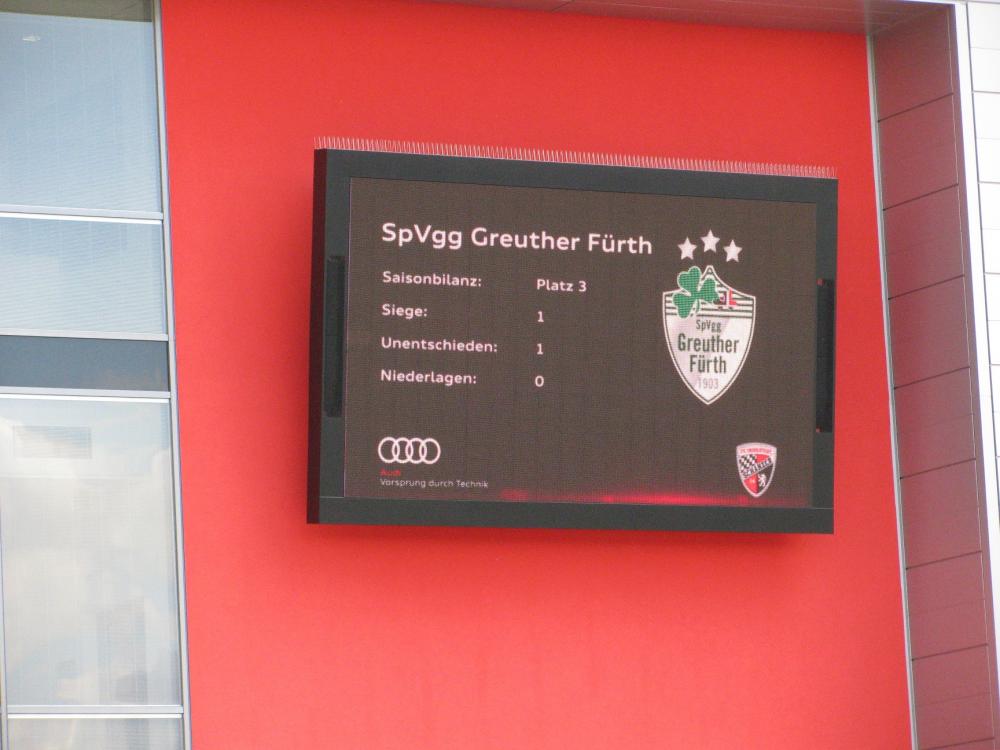 SpVgg Greuther Fürth
Saisonbilanz: Platz 3
Siege: 1
Unentschieden: 1
Niederlagen: 0
SpVgg
Greuther
Fürth
1903
Audi
Vorsprung durch Technik